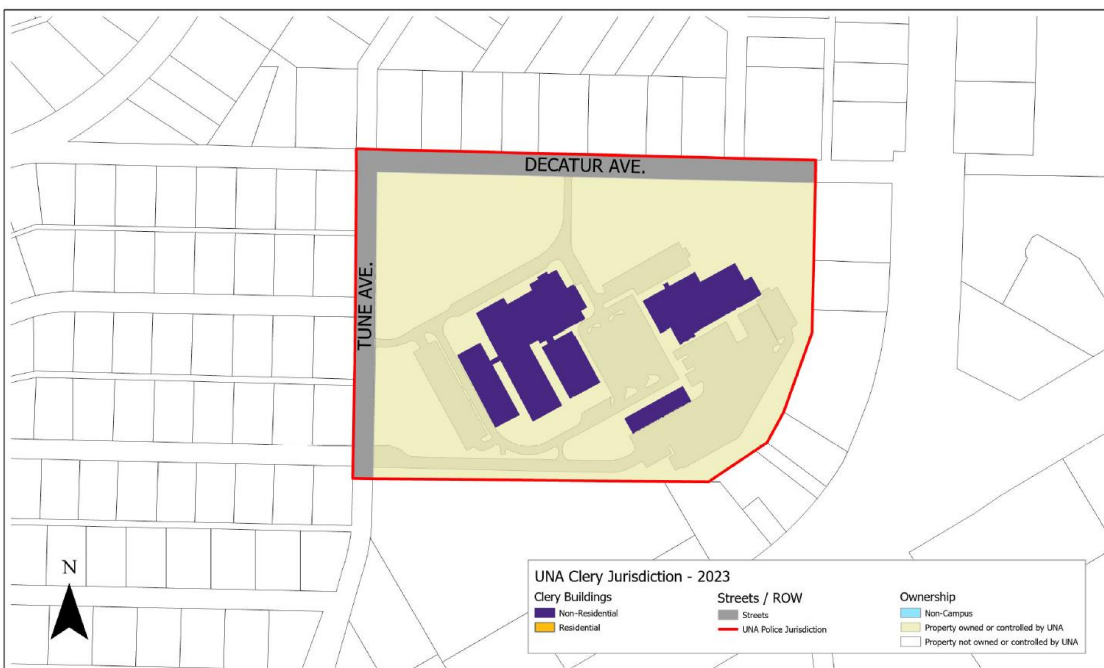 DECATUR AVE.
TUNE AVE.
N
UNA Clery Jurisdiction - 2023
Clery Buildings
Non-Residential
Residential
Streets / ROW
Streets
UNA Police Jurisdiction
Ownership
Non-Campus
Property owned or controlled by UNA
Property not owned or controlled by UNA